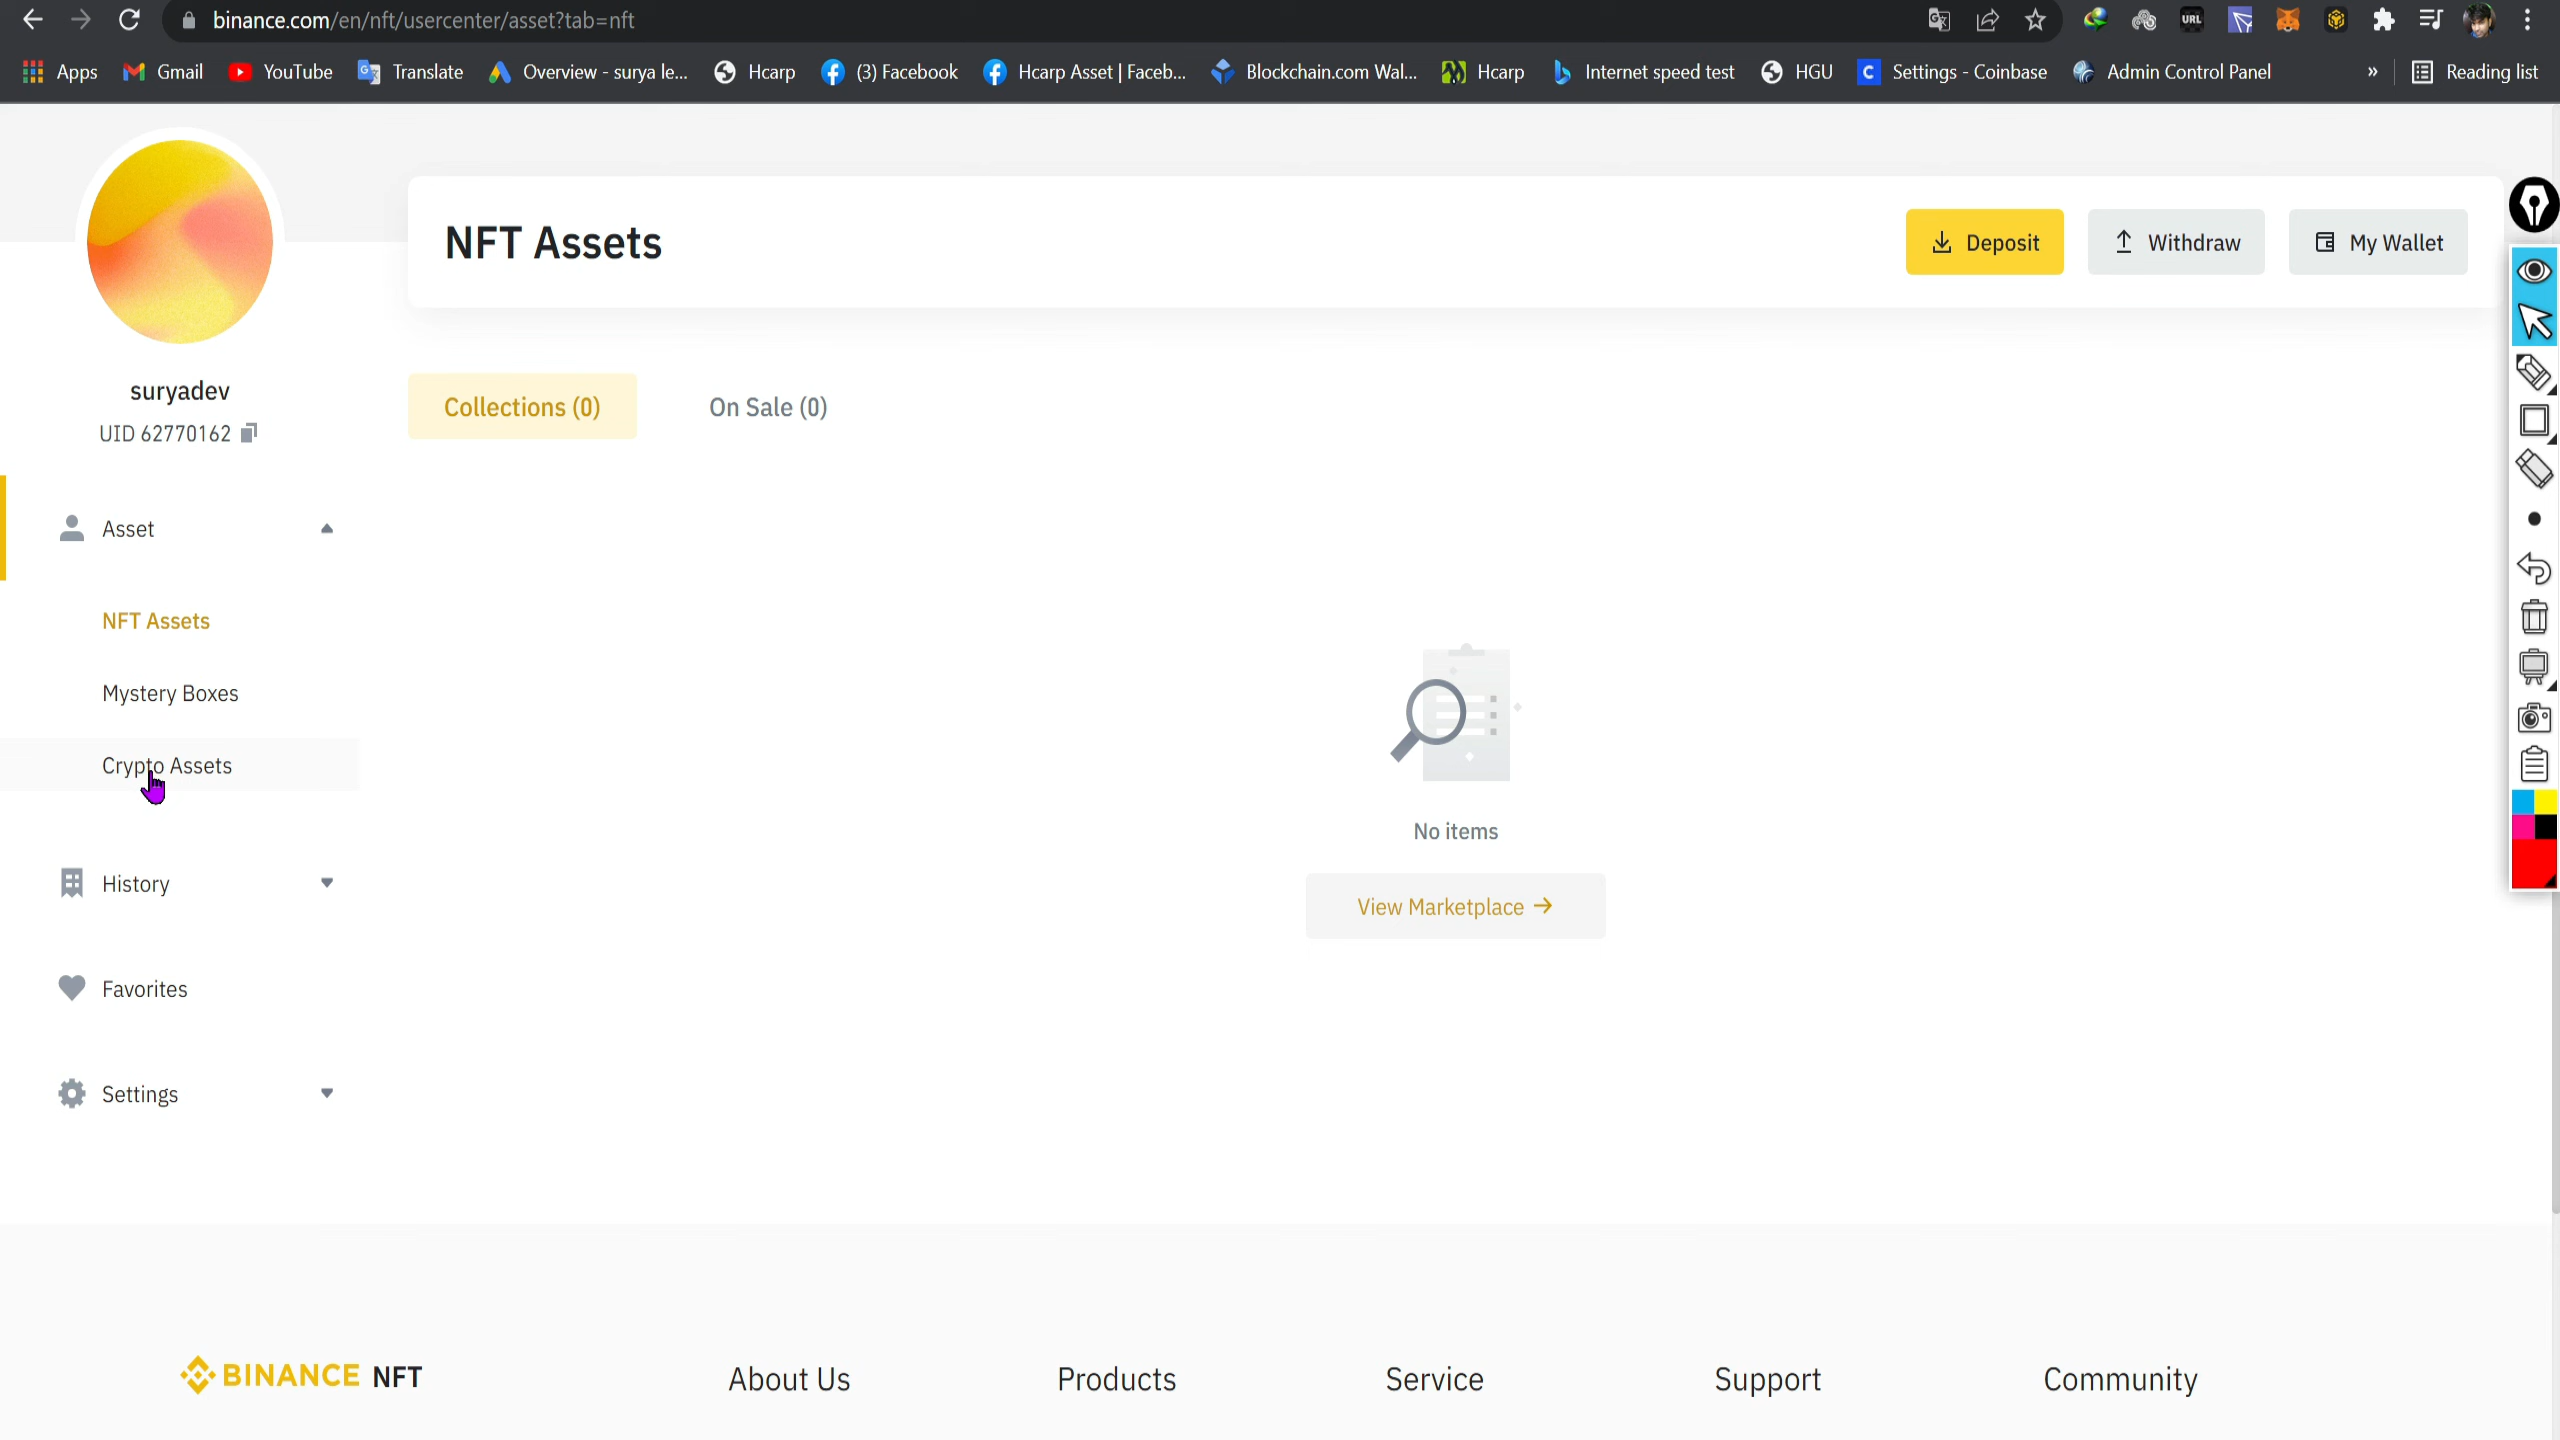 binance.com/en/nft/usercenter/asset?tab=nft
URL
Apps Gmail YouTube Translate Overview - surya le... Hcarp (3) Facebook Hcarp Asset | Faceb... Blockchain.com Wal... Hcarp Internet speed test HGU Settings - Coinbase Admin Control Panel » Reading list
NFT Assets
Deposit Withdraw My Wallet
suryadev
UID 62770162
Collections (0) On Sale (0)
Asset
NFT Assets
Mystery Boxes
Crypto Assets
No items
View Marketplace →
History
Favorites
Settings
BINANCE NFT About Us Products Service Support Community